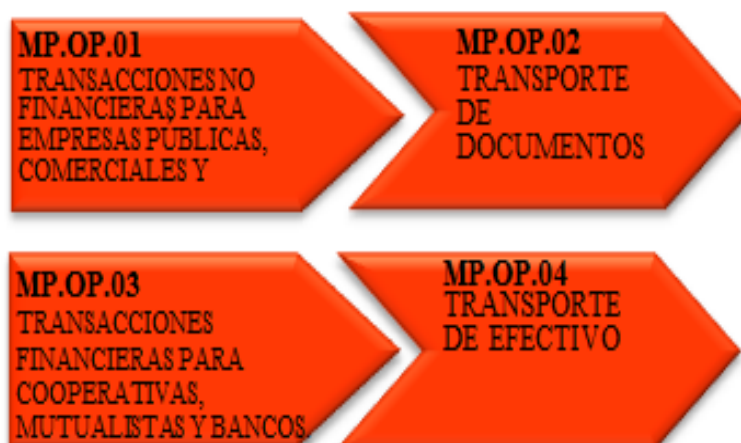 MP.OP.01
TRANSACCIONES NO
FINANCIERAS PARA
EMPRESAS PÚBLICAS,
COMERCIALES Y
MP.OP.02
TRANSPORTE
DE
DOCUMENTOS
MP.OP.03
TRANSACCIONES
FINANCIERAS PARA
COOPERATIVAS,
MUTUALISTAS Y BANCOS.
MP.OP.04
TRANSPORTE
DE EFECTIVO